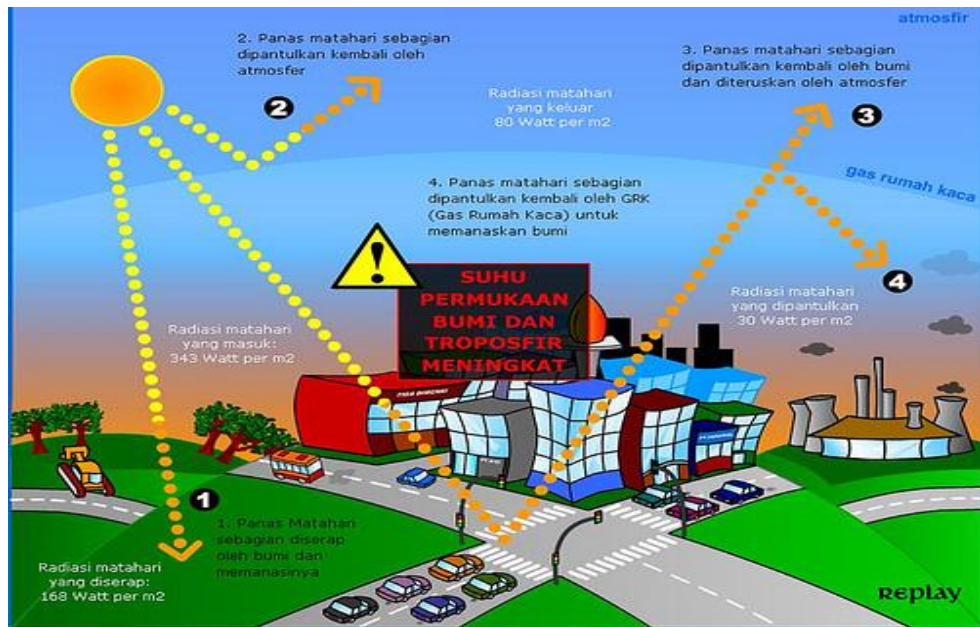 atmosfir
2. Panas matahari sebagian
dipantulkan kembali oleh
atmosfer
2
Radiasi matahari
yang keluar
80 Watt per m2
3. Panas matahari sebagian
dipantulkan kembali oleh bumi
dan diteruskan oleh atmosfer
3
gas rumah kaca
4. Panas matahari sebagian
dipantulkan kembali oleh GRK
(Gas Rumah Kaca) untuk
memanaskan bumi
!
SUHU
PERMUKAAN
BUMI DAN
TROPOSFIR
MENINGKAT
4
Radiasi matahari
yang dipantulkan
30 Watt per m2
Radiasi matahari
yang masuk:
343 Watt per m2
1
1. Panas Matahari
sebagian diserap
oleh bumi dan
memanasinya
Radiasi matahari
yang diserap:
168 Watt per m2
REPlAY